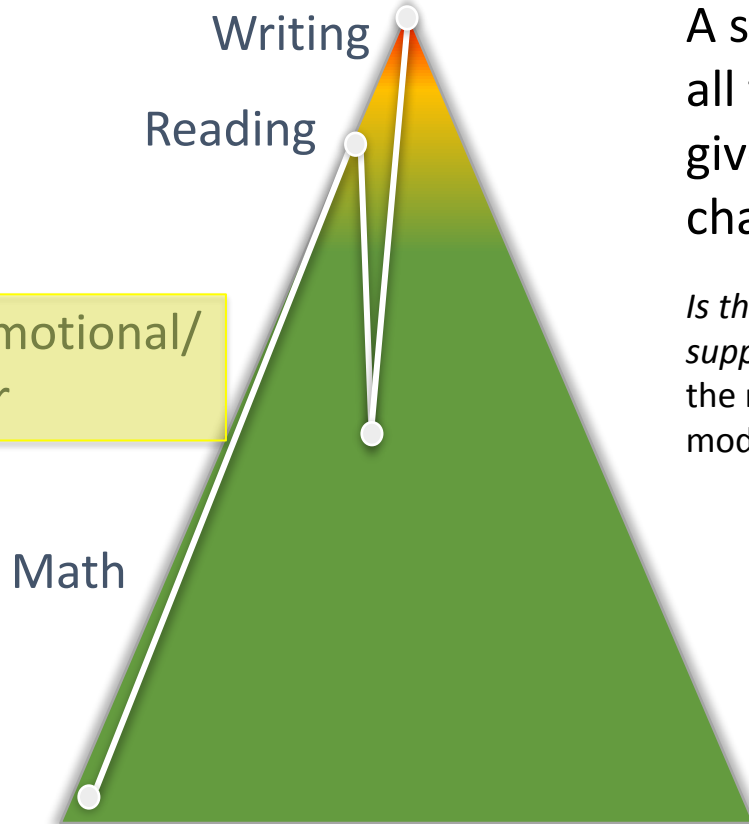 Writing
Reading
motional/
r
Math
A s
all
giv
cha
Is th
supp
the
mod